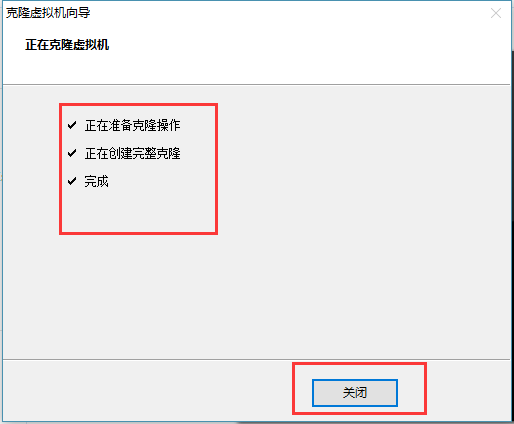 克隆虚拟机向导
正在克隆虚拟机
正在准备克隆操作
正在创建完整克隆
完成
关闭